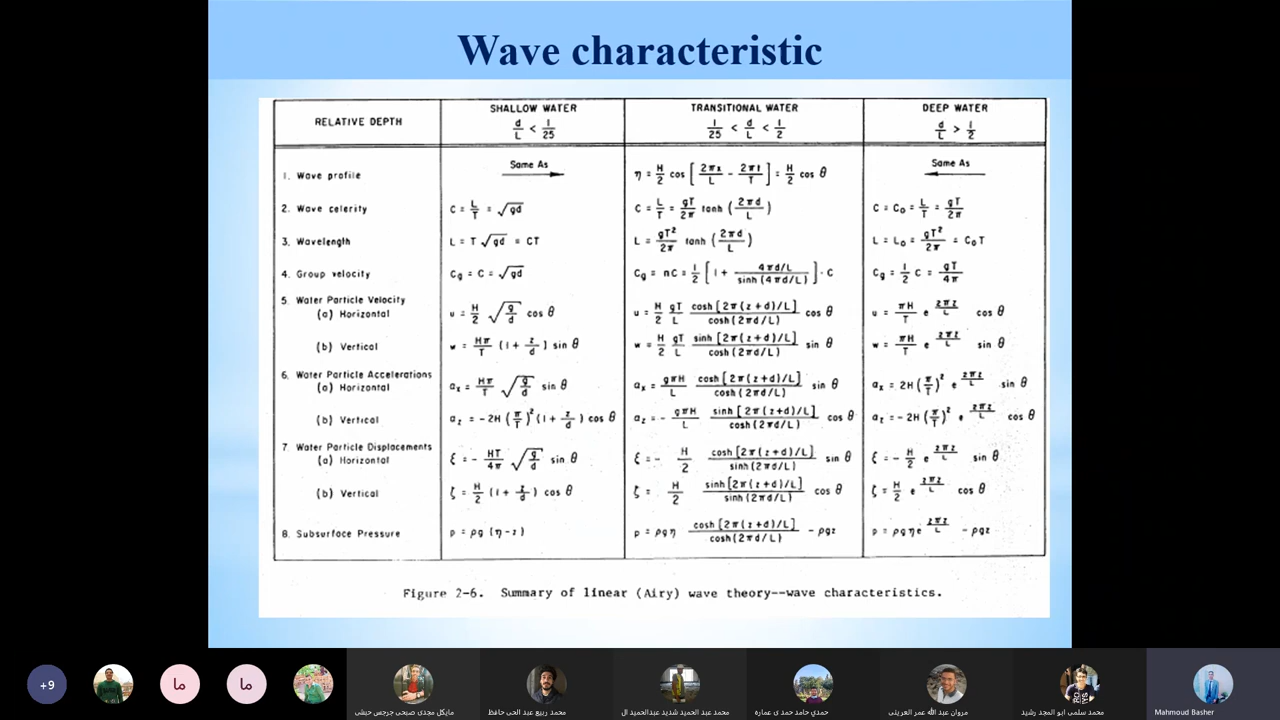 Wave characteristic
RELATIVE DEPTH
SHALLOW WATER
d/L < 1/25
TRANSITIONAL WATER
1/25 < d/L < 1/2
DEEP WATER
d/L > 1/2
1. Wave profile
Same As
η = H/2 cos [2πx/L - 2πt/T] = H/2 cos θ
Same As
2. Wave celerity
C = L/T = √gd
C = L/T = gT/2π tanh (2πd/L)
C = C₀ = L/T = gT/2π
3. Wavelength
L = T √gd = CT
L = gT²/2π tanh (2πd/L)
L = L₀ = gT²/2π = C₀T
4. Group velocity
Cg = C = √gd
Cg = nC = 1/2 [1 + (4πd/L)/(sinh (4πd/L))] · C
Cg = 1/2 C = gT/4π
5. Water Particle Velocity
(a) Horizontal
u = H/2 √(g/d) cos θ
u = H/2 gT/L cosh [2π(z+d)/L]/cosh (2πd/L) cos θ
u = πH/T e^(2πz/L) cos θ
(b) Vertical
w = Hπ/T (1 + z/d) sin θ
w = H/2 gT/L sinh [2π(z+d)/L]/cosh (2πd/L) sin θ
w = πH/T e^(2πz/L) sin θ
6. Water Particle Accelerations
(a) Horizontal
aₓ = Hπ/T √(g/d) sin θ
aₓ = gπH/L cosh [2π(z+d)/L]/cosh (2πd/L) sin θ
aₓ = 2H (π/T)² e^(2πz/L) sin θ
(b) Vertical
a_z = -2H (π/T)² (1 + z/d) cos θ
a_z = - gπH/L sinh [2π(z+d)/L]/cosh (2πd/L) cos θ
a_z = -2H (π/T)² e^(2πz/L) cos θ
7. Water Particle Displacements
(a) Horizontal
ξ = - HT/4π √(g/d) sin θ
ξ = - H/2 cosh [2π(z+d)/L]/sinh (2πd/L) sin θ
ξ = - H/2 e^(2πz/L) sin θ
(b) Vertical
ζ = H/2 (1 + z/d) cos θ
ζ = H/2 sinh [2π(z+d)/L]/sinh (2πd/L) cos θ
ζ = H/2 e^(2πz/L) cos θ
8. Subsurface Pressure
p = ρg (η-z)
p = ρgη cosh [2π(z+d)/L]/cosh (2πd/L) - ρgz
p = ρgηe^(2πz/L) - ρgz
Figure 2-6. Summary of linear (Airy) wave theory--wave characteristics.
+9
ما
ما
مايكل مجدى صبحى جرجس حبشى
محمد ربيع عبد الحى حافظ
محمد عبد الحميد شديد عبدالحميد ال
حمدي حامد حمد ى عماره
مروان عبد الله عمر العرينى
محمد سلمى ابو المجد رشيد
Mahmoud Basher